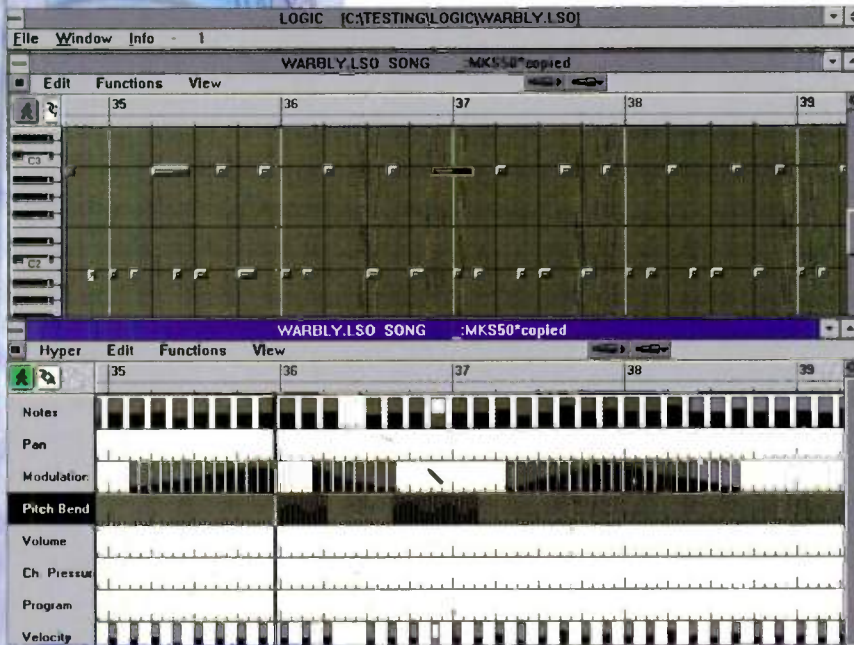 LOGIC [C:\TESTING\LOGIC\WARBLY.LSO]
File Window Info - 1
WARBLY.LSO SONG :MKS50*copied
Edit Functions View
35 36 37 38 39
C3
C2
WARBLY.LSO SONG :MKS50*copied
Hyper Edit Functions View
35 36 37 38 39
Notes
Pan
Modulation
Pitch Bend
Volume
Ch. Pressur
Program
Velocity